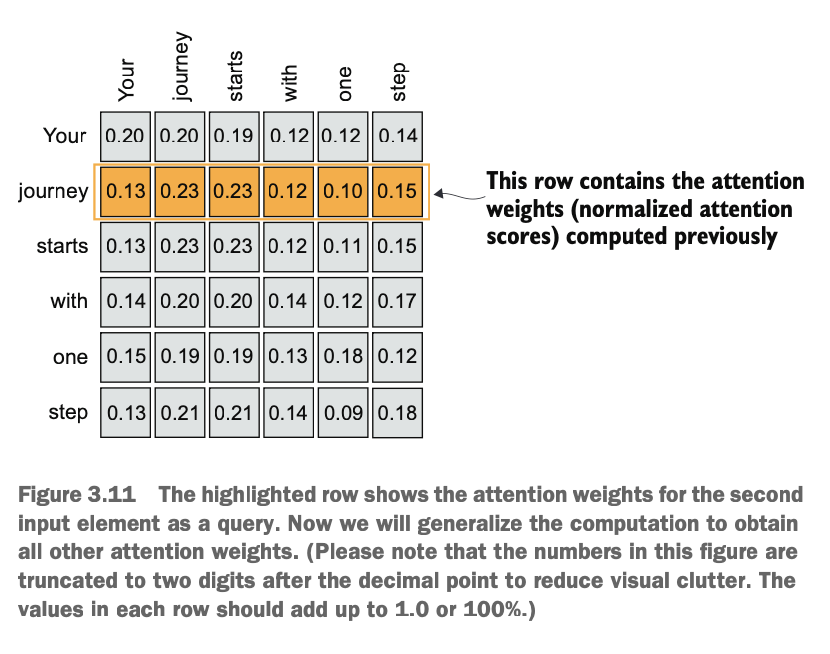 Your journey starts with one step
Your 0.20 0.20 0.19 0.12 0.12 0.14
journey 0.13 0.23 0.23 0.12 0.10 0.15
starts 0.13 0.23 0.23 0.12 0.11 0.15
with 0.14 0.20 0.20 0.14 0.12 0.17
one 0.15 0.19 0.19 0.13 0.18 0.12
step 0.13 0.21 0.21 0.14 0.09 0.18
This row contains the attention
weights (normalized attention
scores) computed previously
Figure 3.11 The highlighted row shows the attention weights for the second
input element as a query. Now we will generalize the computation to obtain
all other attention weights. (Please note that the numbers in this figure are
truncated to two digits after the decimal point to reduce visual clutter. The
values in each row should add up to 1.0 or 100%.)